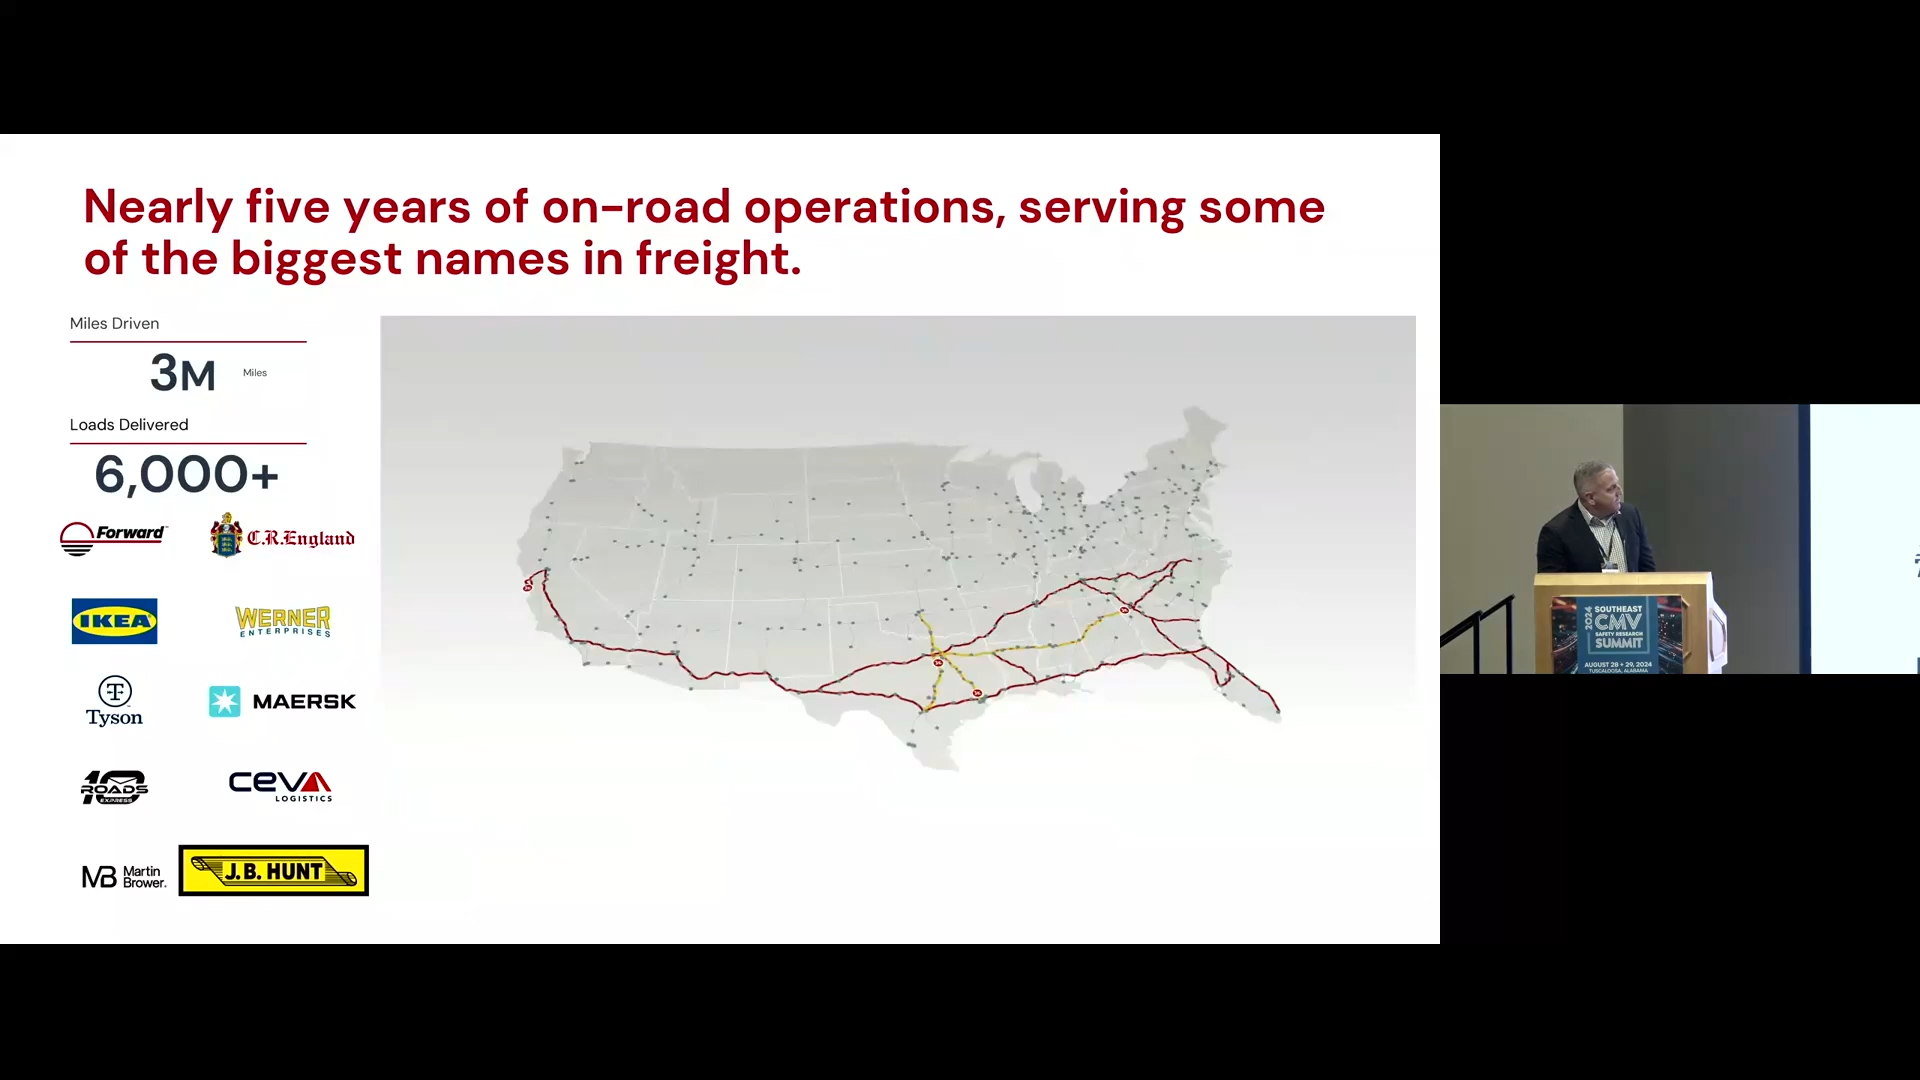 Nearly five years of on-road operations, serving some
of the biggest names in freight.
Miles Driven
3M Miles
Loads Delivered
6,000+
Forward
C.R.England
IKEA
WERNER
ENTERPRISES
Tyson
MAERSK
10
ROADS
EXPRESS
CEVA
LOGISTICS
MB Martin
Brower.
J.B. HUNT
2024
SOUTHEAST
CMV
SAFETY RESEARCH
SUMMIT
AUGUST 28 + 29, 2024
TUSCALOOSA, ALABAMA